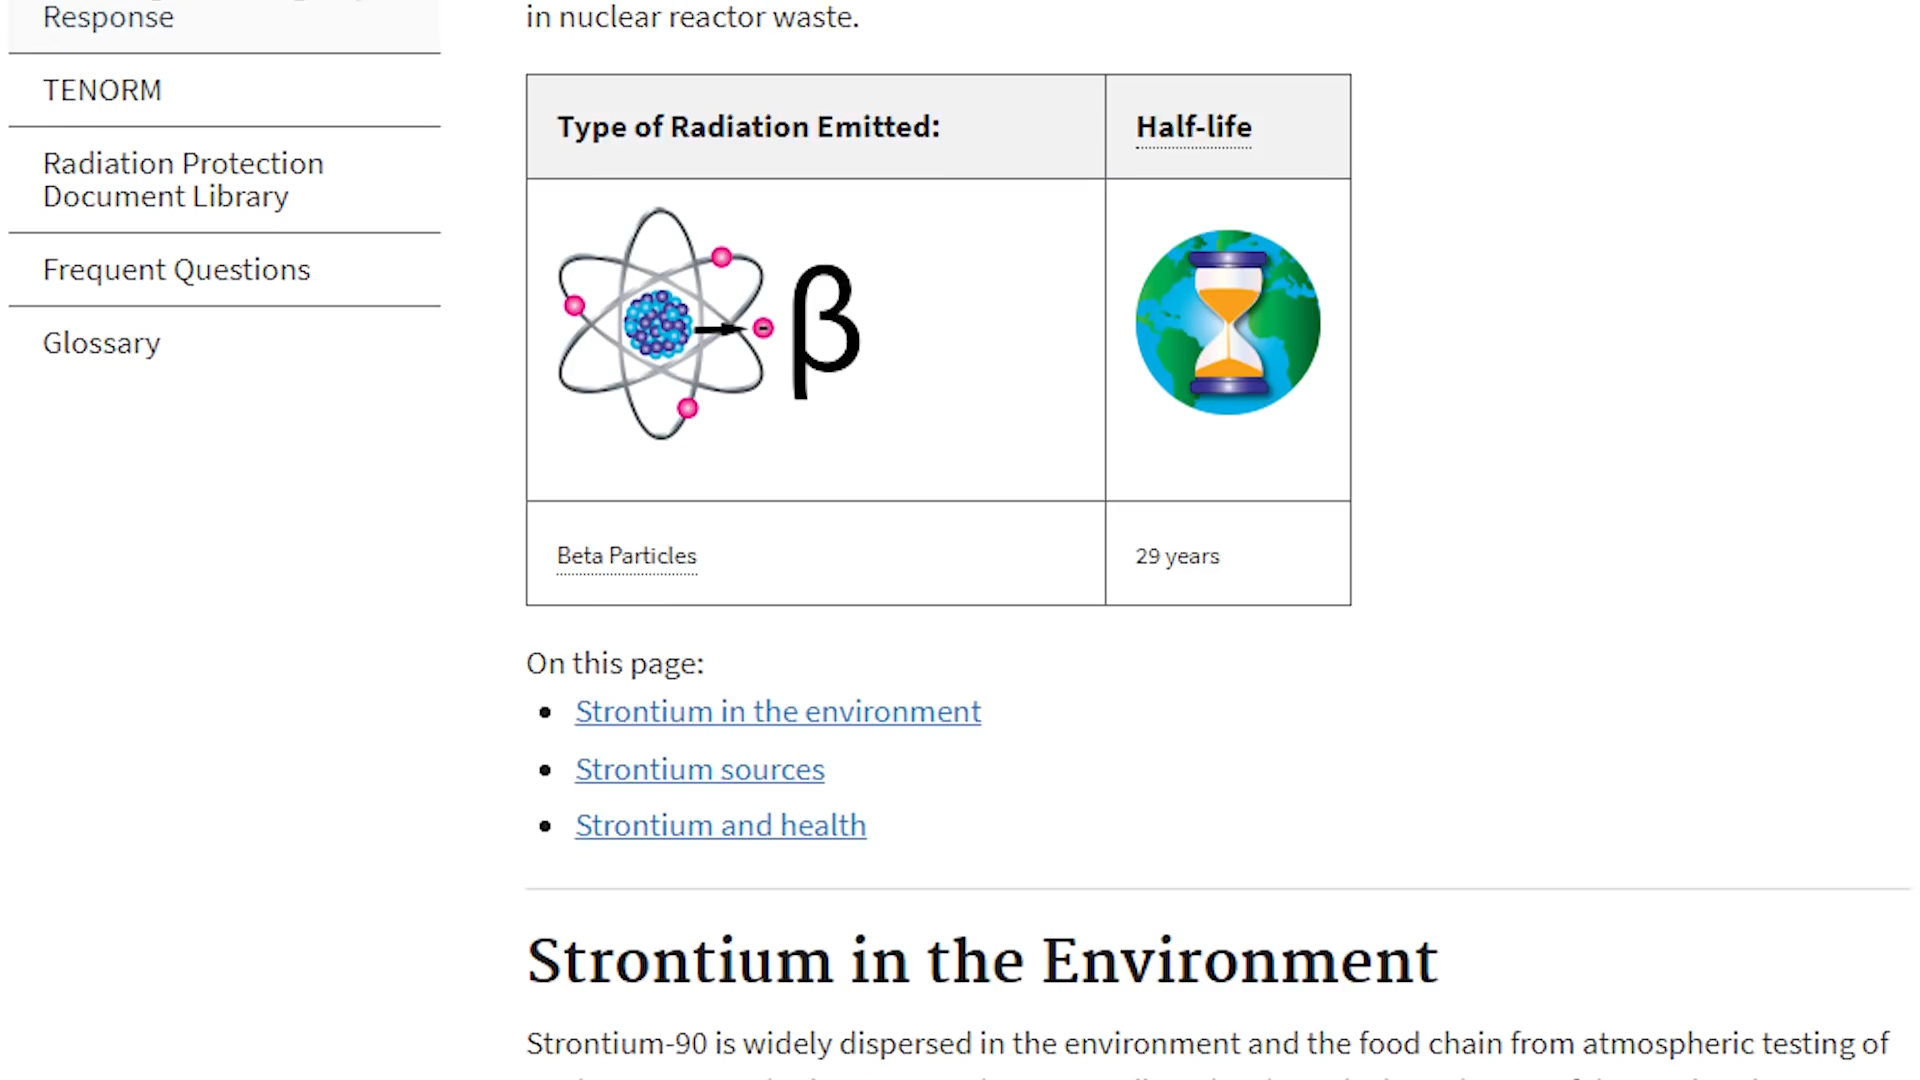 Response
TENORM
Radiation Protection
Document Library
Frequent Questions
Glossary
in nuclear reactor waste.
Type of Radiation Emitted:
Half-life
β
Beta Particles
29 years
On this page:
Strontium in the environment
Strontium sources
Strontium and health
Strontium in the Environment
Strontium-90 is widely dispersed in the environment and the food chain from atmospheric testing of